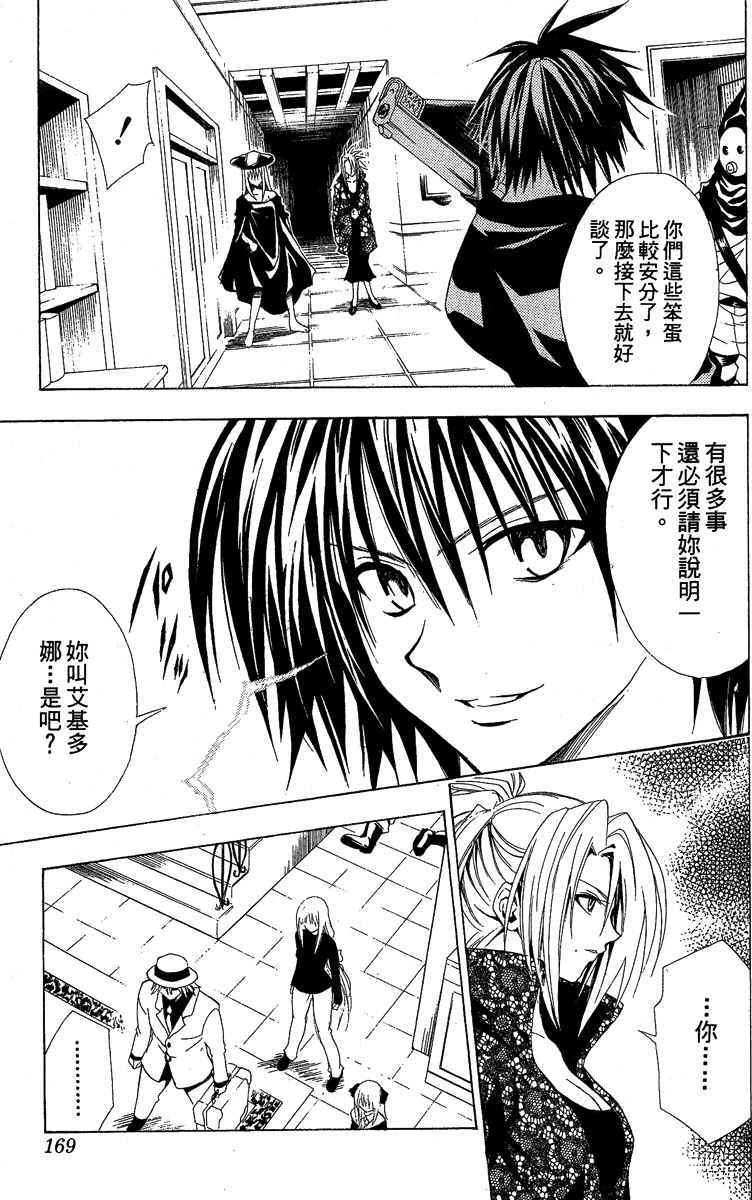 ！
你們這些笨蛋
比較安分了，
那麼接下去就好
談了。
有很多事
還必須請妳說明一
下才行。
妳叫艾基多
娜…是吧？
……你……
………
169